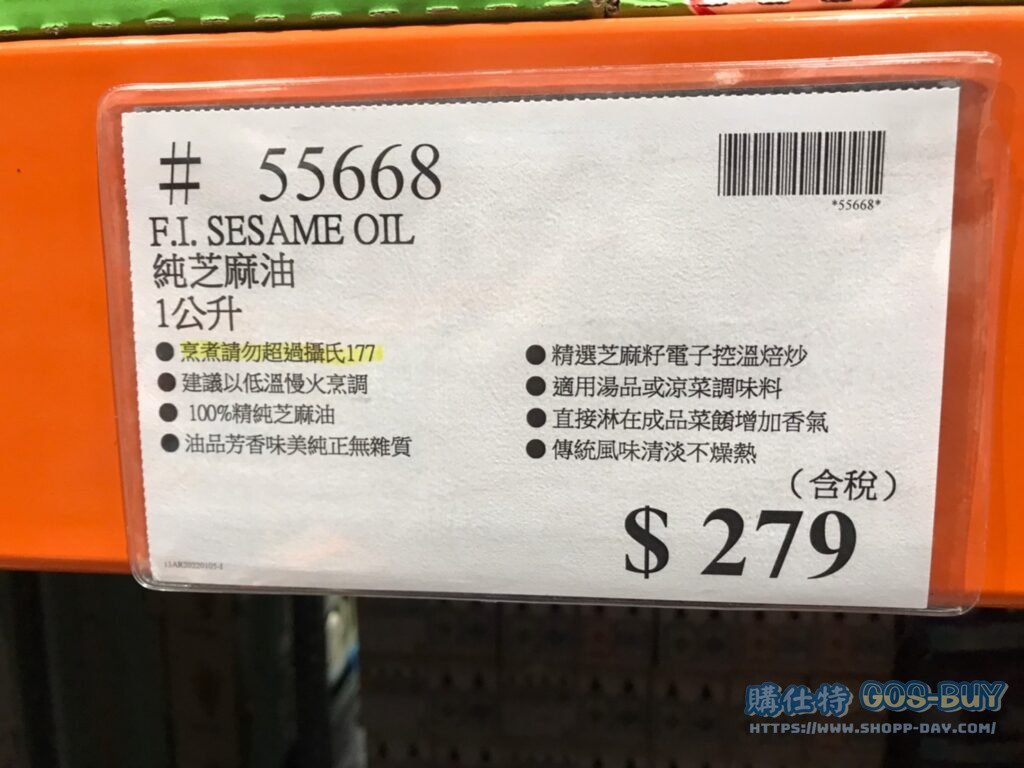 # 55668
*55668*
F.I. SESAME OIL
純芝麻油
1公升
● 烹煮請勿超過攝氏177
● 建議以低溫慢火烹調
● 100%精純芝麻油
● 油品芳香味美純正無雜質
● 精選芝麻籽電子控溫焙炒
● 適用湯品或涼菜調味料
● 直接淋在成品菜餚增加香氣
● 傳統風味清淡不燥熱
（含稅）
$ 279
購仕特 GOS-BUY
HTTPS://WWW.SHOPP-DAY.COM/